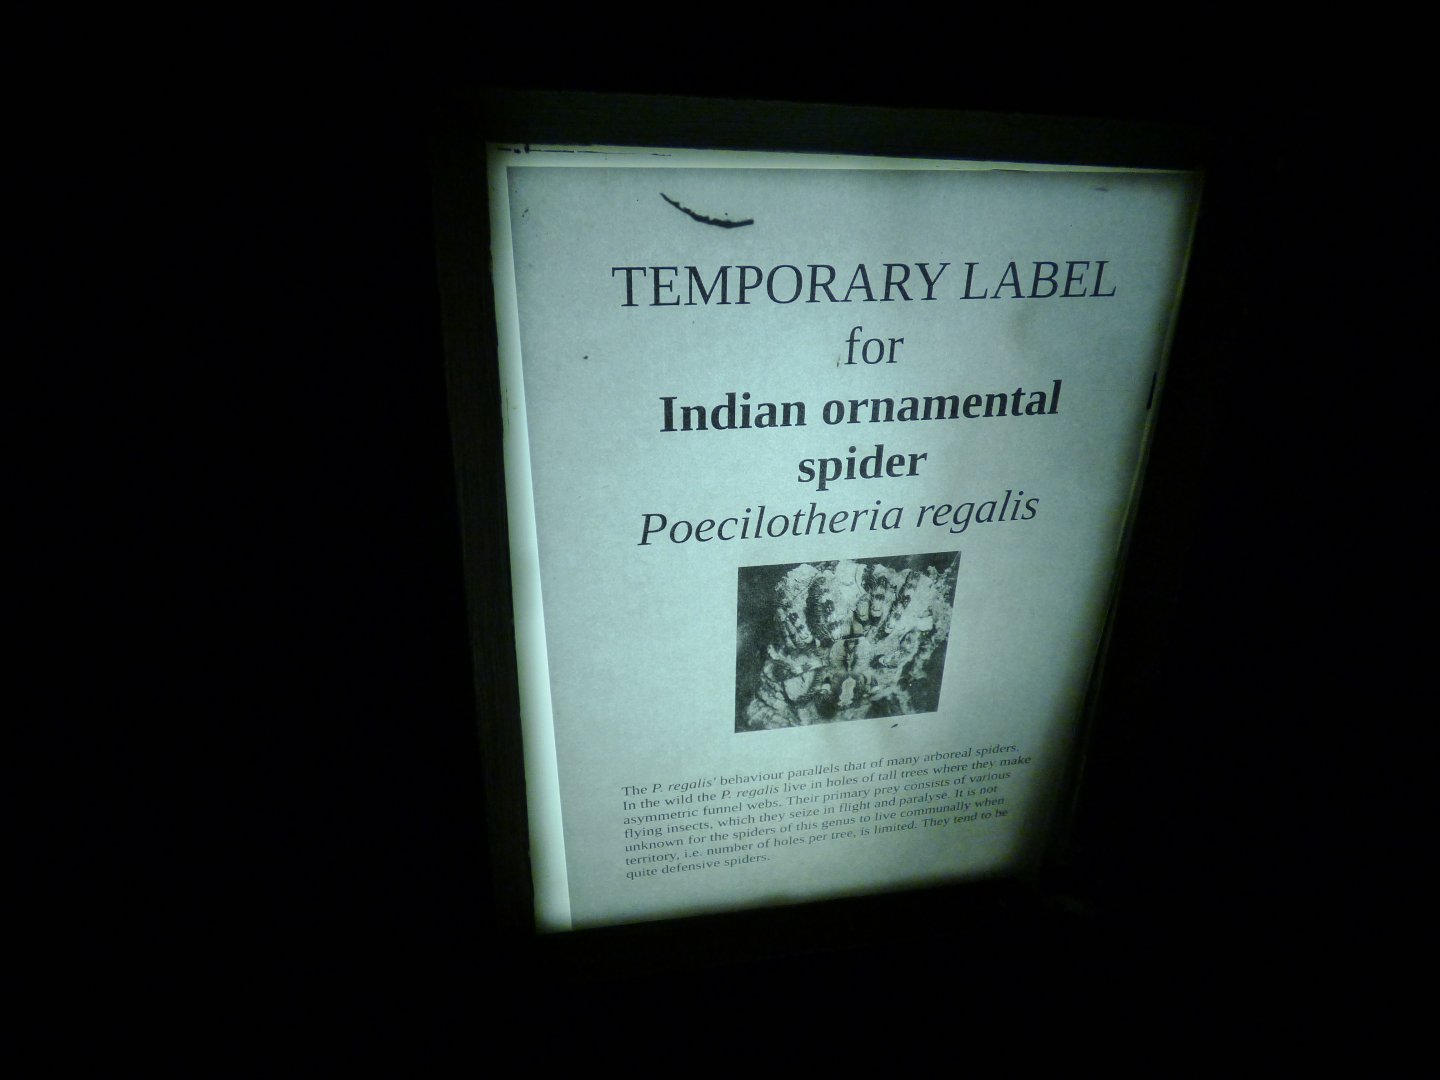 TEMPORARY LABEL
for
Indian ornamental
spider
Poecilotheria regalis
The P. regalis' behaviour parallels that of many arboreal spiders.
In the wild the P. regalis live in holes of tall trees where they make
asymmetric funnel webs. Their primary prey consists of various
flying insects, which they seize in flight and paralyse. It is not
unknown for the spiders of this genus to live communally when
territory, i.e. number of holes per tree, is limited. They tend to be
quite defensive spiders.